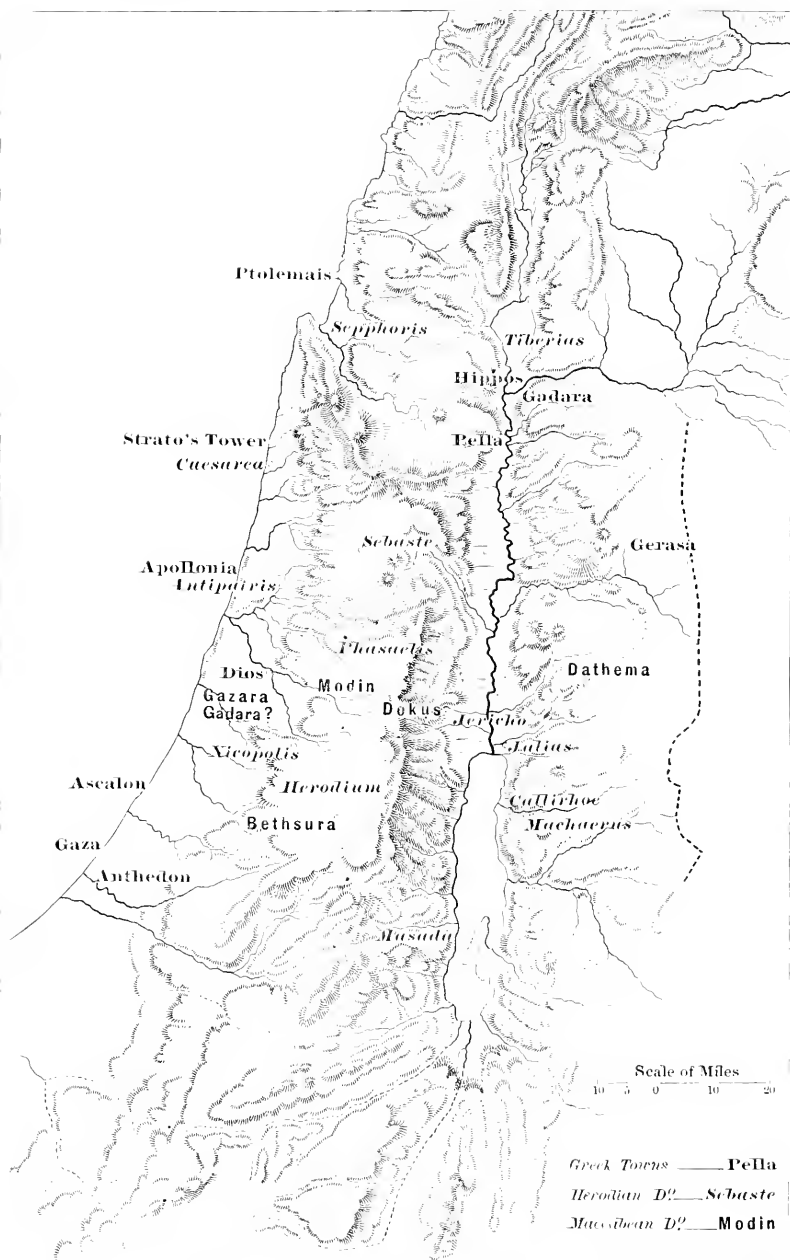 Ptolemais
Sepphoris
Tiberias
Hippos
Gadara
Strato's Tower
Pella
Caesarea
Sebaste
Gerasa
Apollonia
Antipatris
Phasaelis
Dios
Modin
Dathema
Gazara
Gadara?
Dokus
Jericho
Nicopolis
Julias
Ascalon
Herodium
Callirhoe
Bethsura
Machaerus
Gaza
Anthedon
Masada
Scale of Miles
10 5 0 10 20
Greek Towns Pella
Herodian Dº Sebaste
Maccabean Dº Modin